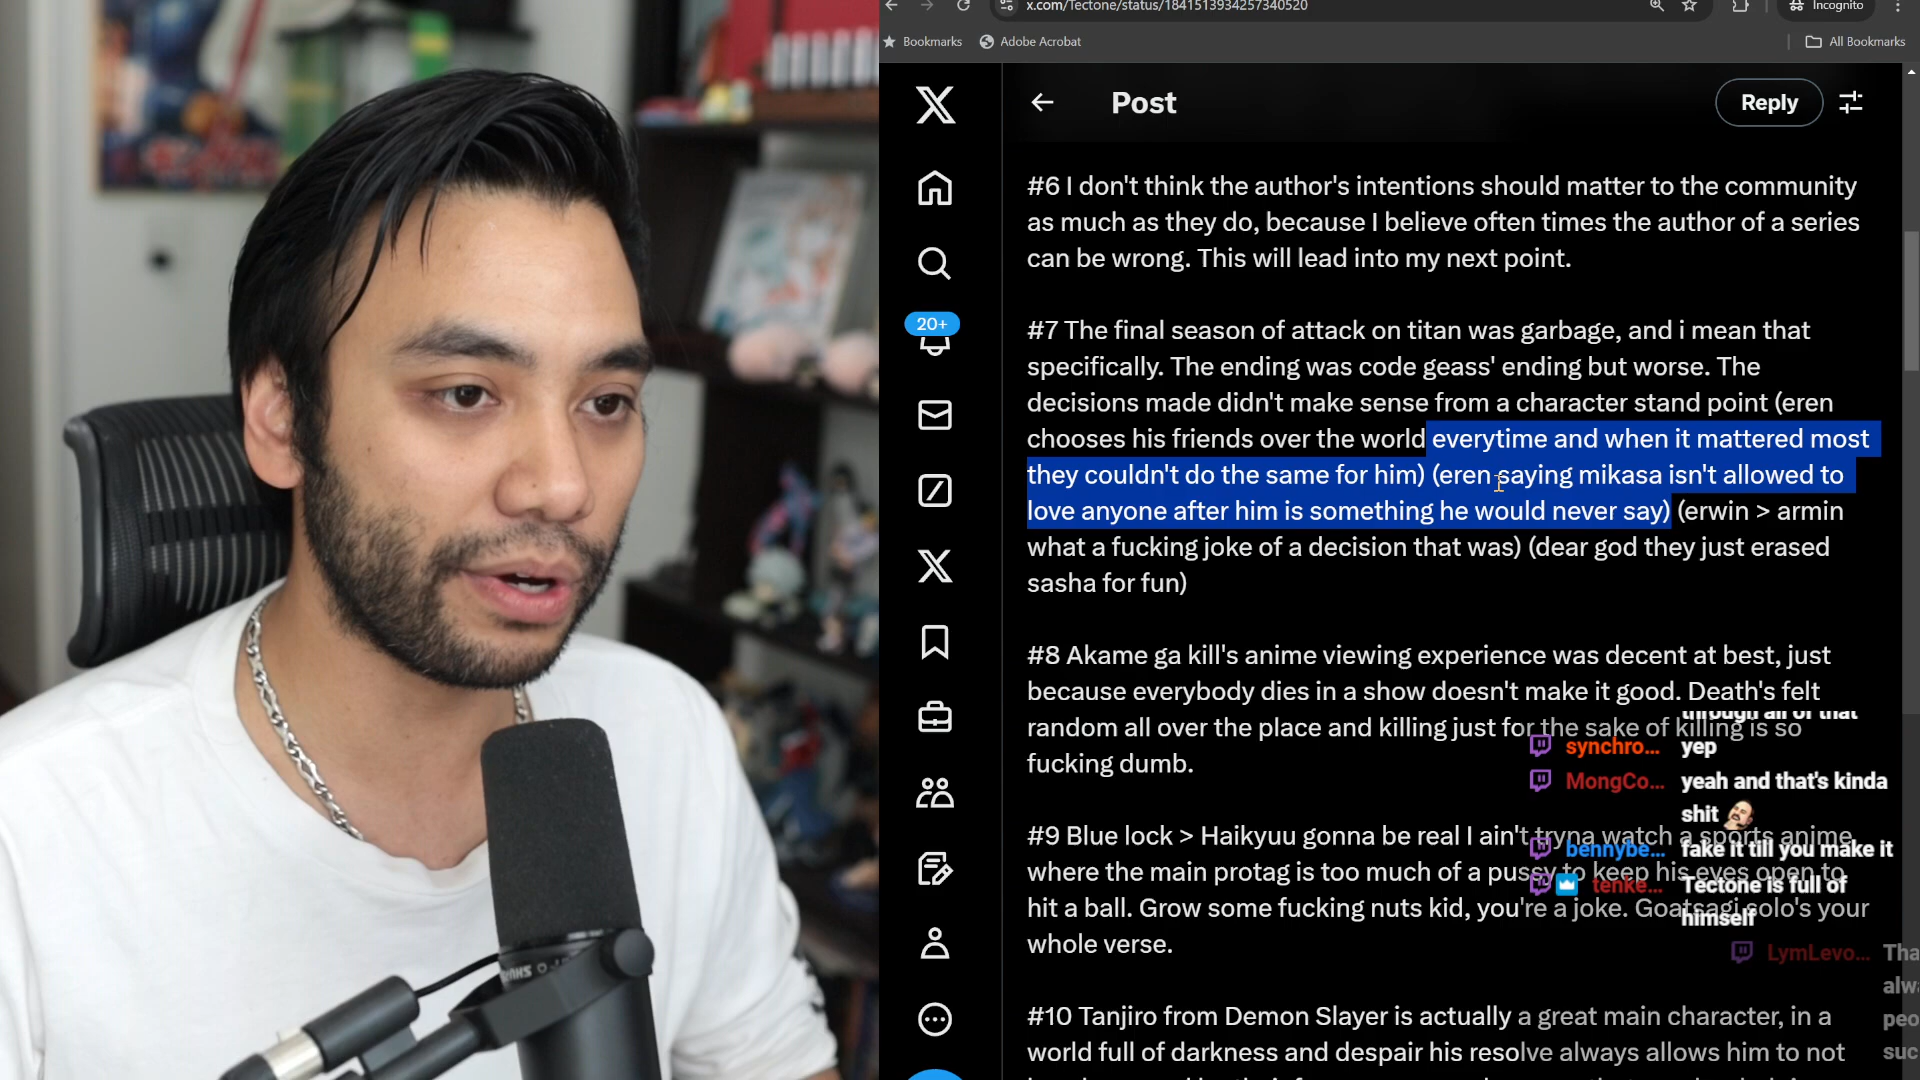 x.com/Tectone/status/1841513934257340520
Incognito
Bookmarks
Adobe Acrobat
All Bookmarks
Post
Reply
20+
#6 I don't think the author's intentions should matter to the community
as much as they do, because I believe often times the author of a series
can be wrong. This will lead into my next point.
#7 The final season of attack on titan was garbage, and i mean that
specifically. The ending was code geass' ending but worse. The
decisions made didn't make sense from a character stand point (eren
chooses his friends over the world everytime and when it mattered most
they couldn't do the same for him) (eren saying mikasa isn't allowed to
love anyone after him is something he would never say) (erwin > armin
what a fucking joke of a decision that was) (dear god they just erased
sasha for fun)
#8 Akame ga kill's anime viewing experience was decent at best, just
because everybody dies in a show doesn't make it good. Death's felt
random all over the place and killing just for the sake of killing is so
fucking dumb.
#9 Blue lock > Haikyuu gonna be real I ain't tryna watch a sports anime
where the main protag is too much of a pussy to keep his eyes open to
hit a ball. Grow some fucking nuts kid, you're a joke. Goatsagi solo's your
whole verse.
#10 Tanjiro from Demon Slayer is actually a great main character, in a
world full of darkness and despair his resolve always allows him to not
through all of that
synchro... yep
MongCo... yeah and that's kinda
shit
bennybe... fake it till you make it
tenke... Tectone is full of
himself
LymLevo... Tha
alwa
peo
suc
SHURE